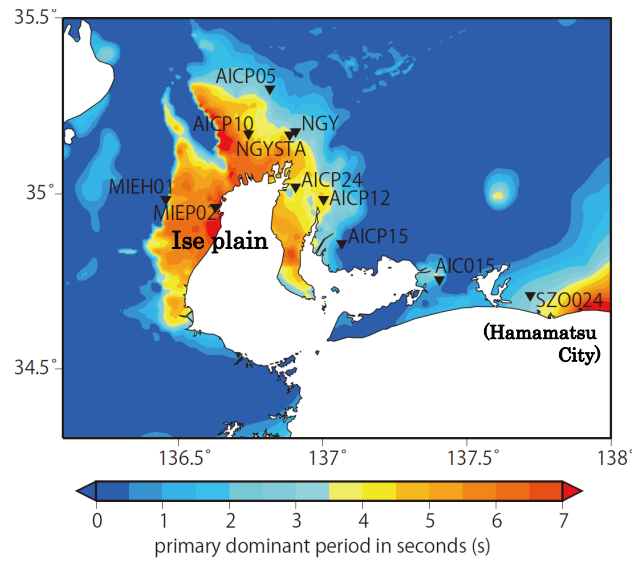 35.5°
AICP05
AICP10
NGY
NGYSTA
35°
MIEH01
AICP24
AICP12
MIEP02
Ise plain
AICP15
AIC015
SZO024
(Hamamatsu
City)
34.5°
136.5°
137°
137.5°
138°
0 1 2 3 4 5 6 7
primary dominant period in seconds (s)